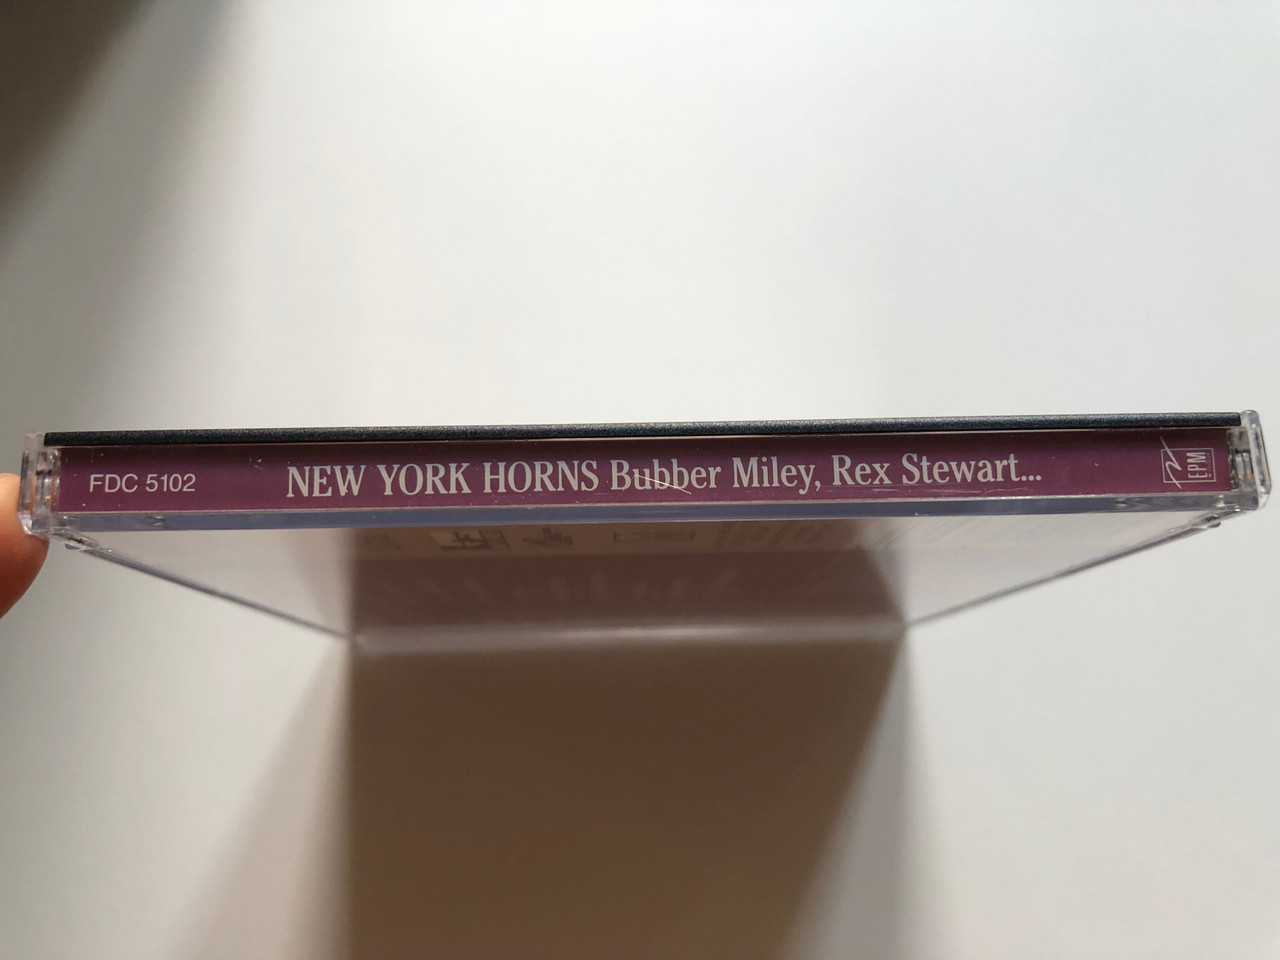 FDC 5102 NEW YORK HORNS Bubber Miley, Rex Stewart... EPM